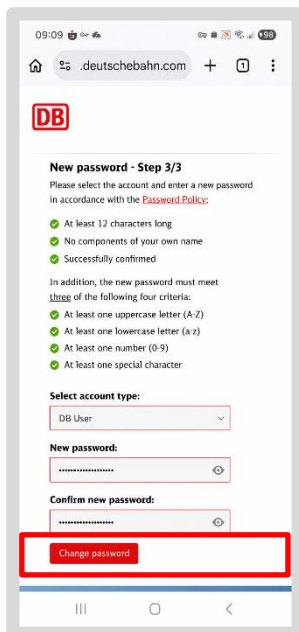 09:09
98
.deutschebahn.com
1
DB
New password - Step 3/3
Please select the account and enter a new password
in accordance with the Password Policy:
At least 12 characters long
No components of your own name
Successfully confirmed
In addition, the new password must meet
three of the following four criteria:
At least one uppercase letter (A-Z)
At least one lowercase letter (a-z)
At least one number (0-9)
At least one special character
Select account type:
DB User
New password:
Confirm new password:
Change password